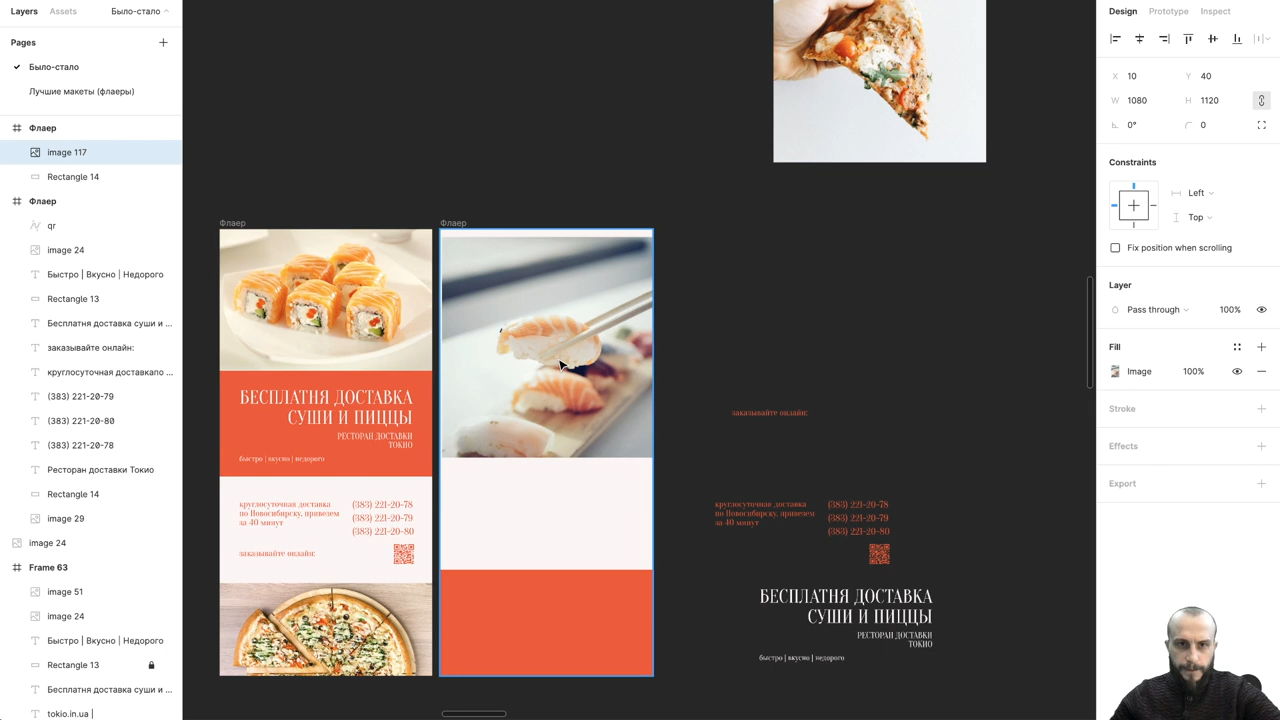 Layers
Assets
Было-стало
Pages
Было-стало
Лучшие макеты (флаеры)
Флаер
image 117
Rectangle 14
Флаер
qr
image 24
Быстро | Вкусно | Недорого
Rectangle 13
Бесплатня доставка суши и ...
заказывайте онлайн:
круглосуточная доставкапо ...
(383) 221-20-79
(383) 221-20-80
(383) 221-20-78
Ресторан доставки Токио
Rectangle 14
image 29
image 24
Frame 63
image 51
image 24
Быстро | Вкусно | Недорого
Rectangle 13
Бесплатня доставка суши и ...
tokio.in.ua |
Флаер
БЕСПЛАТНЯ ДОСТАВКА
СУШИ И ПИЦЦЫ
РЕСТОРАН ДОСТАВКИ
ТОКИО
быстро | вкусно | недорого
круглосуточная доставка
по Новосибирску, привезем
за 40 минут
(383) 221-20-78
(383) 221-20-79
(383) 221-20-80
заказывайте онлайн:
Флаер
заказывайте онлайн:
круглосуточная доставка
по Новосибирску, привезем
за 40 минут
(383) 221-20-78
(383) 221-20-79
(383) 221-20-80
БЕСПЛАТНЯ ДОСТАВКА
СУШИ И ПИЦЦЫ
РЕСТОРАН ДОСТАВКИ
ТОКИО
быстро | вкусно | недорого
Design
Prototype
Inspect
X 10
Y 40
W 1080
H 1120
0°
0
Constraints
Left
Top
Fix position when scrolling
Layer
Pass through
100%
Fill
Image
100%
Stroke
Effects
Export